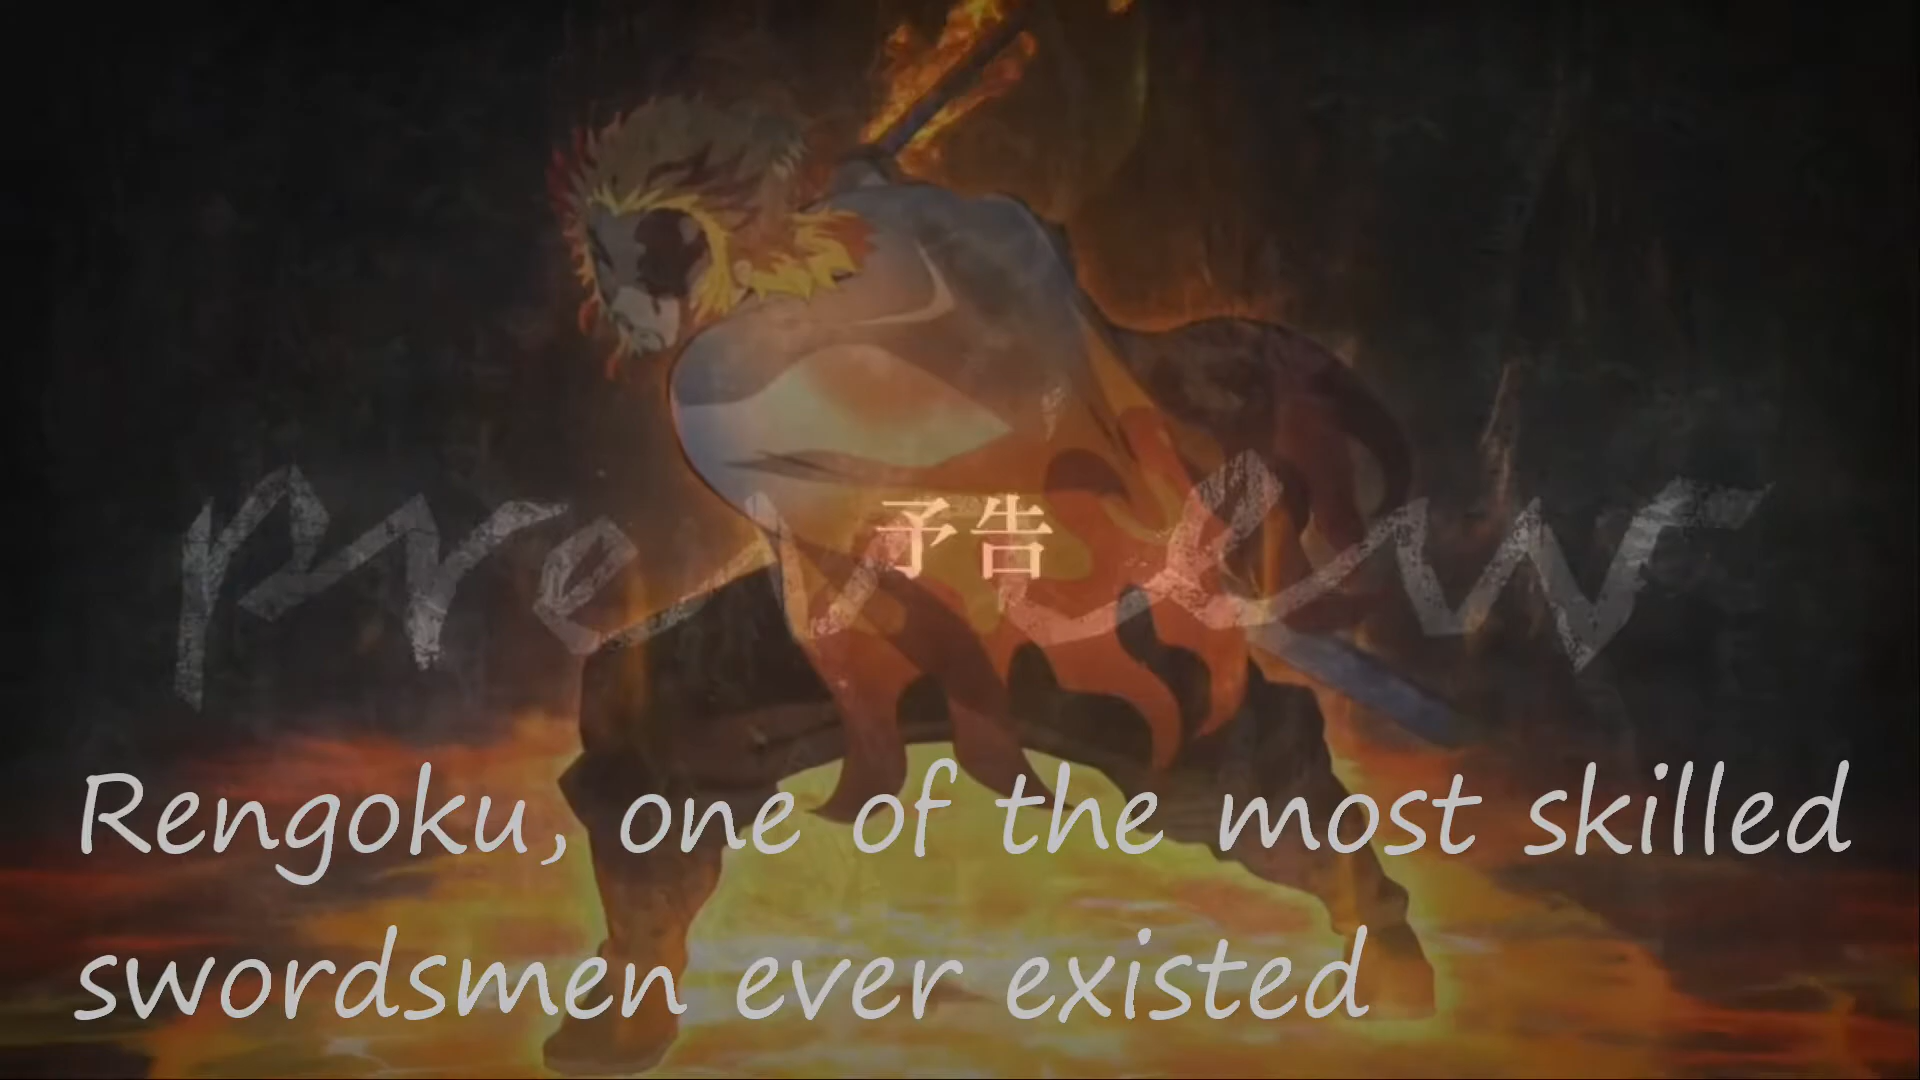 preview
予告
Rengoku, one of the most skilled
swordsmen ever existed